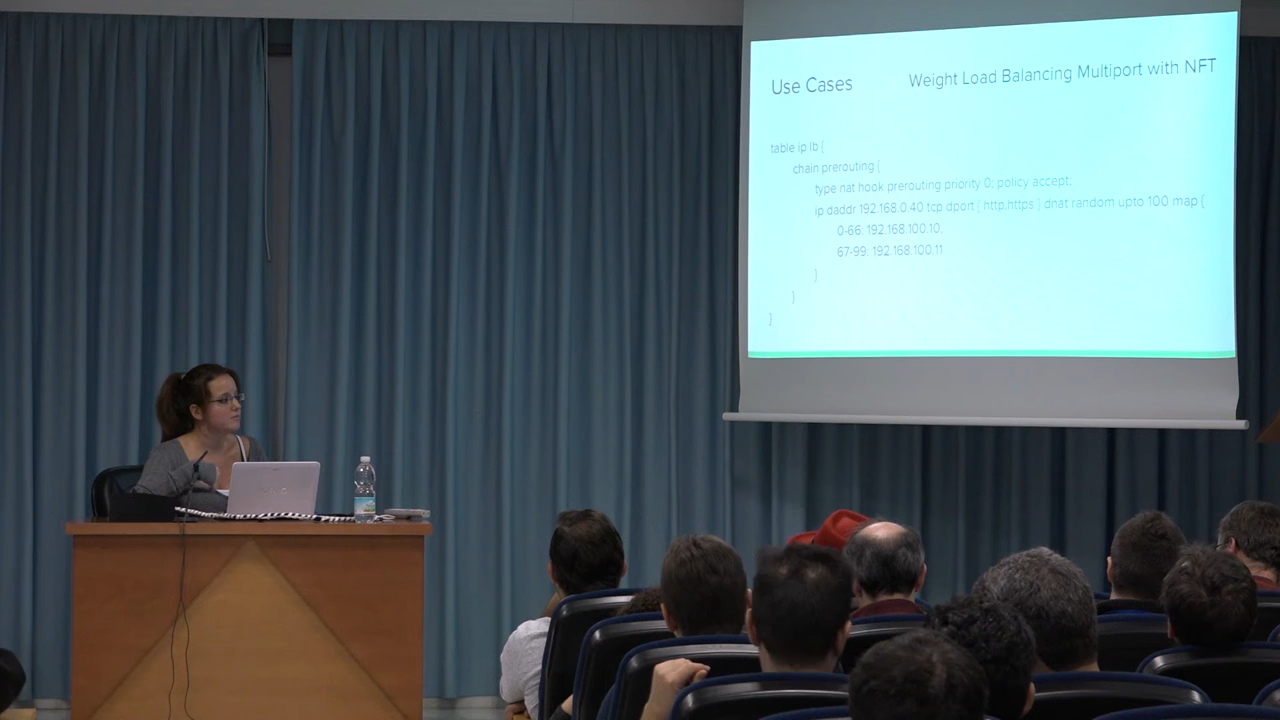 Use Cases
Weight Load Balancing Multiport with NFT
table ip lb {
chain prerouting {
type nat hook prerouting priority 0; policy accept;
ip daddr 192.168.0.40 tcp dport { http,https } dnat random upto 100 map {
0-66: 192.168.100.10,
67-99: 192.168.100.11
}
}
}